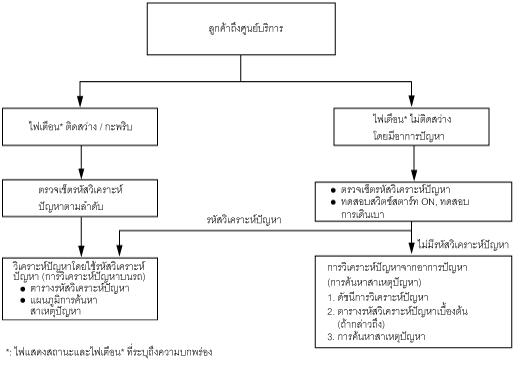 ลูกค้าถึงศูนย์บริการ
ไฟเตือน* ติดสว่าง / กะพริบ
ไฟเตือน* ไม่ติดสว่าง
โดยมีอาการปัญหา
ตรวจเช็ตรหัสวิเคราะห์
ปัญหาตามลำดับ
● ตรวจเช็ตรหัสวิเคราะห์ปัญหา
● ทดสอบสวิตช์สตาร์ท ON, ทดสอบ
การเดินเบา
รหัสวิเคราะห์ปัญหา
ไม่มีรหัสวิเคราะห์ปัญหา
วิเคราะห์ปัญหาโดยใช้รหัสวิเคราะห์
ปัญหา (การวิเคราะห์ปัญหาบนรถ)
● ตารางรหัสวิเคราะห์ปัญหา
● แผนภูมิการค้นหา
สาเหตุปัญหา
การวิเคราะห์ปัญหาจากอาการปัญหา
(การค้นหาสาเหตุปัญหา)
1. ดัชนีการวิเคราะห์ปัญหา
2. ตารางรหัสวิเคราะห์ปัญหาเบื้องต้น
(ถ้ากล่าวถึง)
3. การค้นหาสาเหตุปัญหา
*: ไฟแสดงสถานะและไฟเตือน* ที่ระบุถึงความบกพร่อง